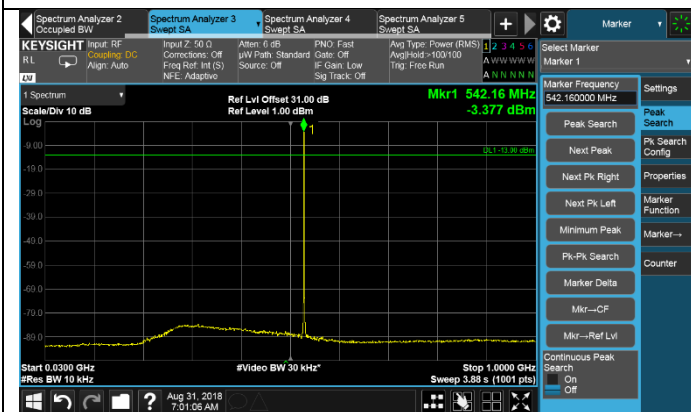 Spectrum Analyzer 2
Occupied BW
Spectrum Analyzer 3
Swept SA
Spectrum Analyzer 4
Swept SA
Spectrum Analyzer 5
Swept SA
+
Marker
KEYSIGHT
RL
LXI
Input: RF
Coupling: DC
Align: Auto
Input Z: 50 Ω
Corrections: Off
Freq Ref: Int (S)
NFE: Adaptive
Atten: 6 dB
µW Path: Standard
Source: Off
PNO: Fast
Gate: Off
IF Gain: Low
Sig Track: Off
Avg Type: Power (RMS)
Avg|Hold:>100/100
Trig: Free Run
1 2 3 4 5 6
A W W W W W
A N N N N N
Select Marker
Marker 1
1 Spectrum
Scale/Div 10 dB
Log
Ref Lvl Offset 31.00 dB
Ref Level 1.00 dBm
Mkr1 542.16 MHz
-3.377 dBm
1
DL1 -13.00 dBm
-9.00
-19.0
-29.0
-39.0
-49.0
-59.0
-69.0
-79.0
-89.0
Start 0.0300 GHz
#Res BW 10 kHz
#Video BW 30 kHz*
Stop 1.0000 GHz
Sweep 3.88 s (1001 pts)
Marker Frequency
542.160000 MHz
Peak Search
Next Peak
Next Pk Right
Next Pk Left
Minimum Peak
Pk-Pk Search
Marker Delta
Mkr→CF
Mkr→Ref Lvl
Continuous Peak
Search
On
Off
Settings
Peak
Search
Pk Search
Config
Properties
Marker
Function
Marker→
Counter
?
Aug 31, 2018
7:01:06 AM